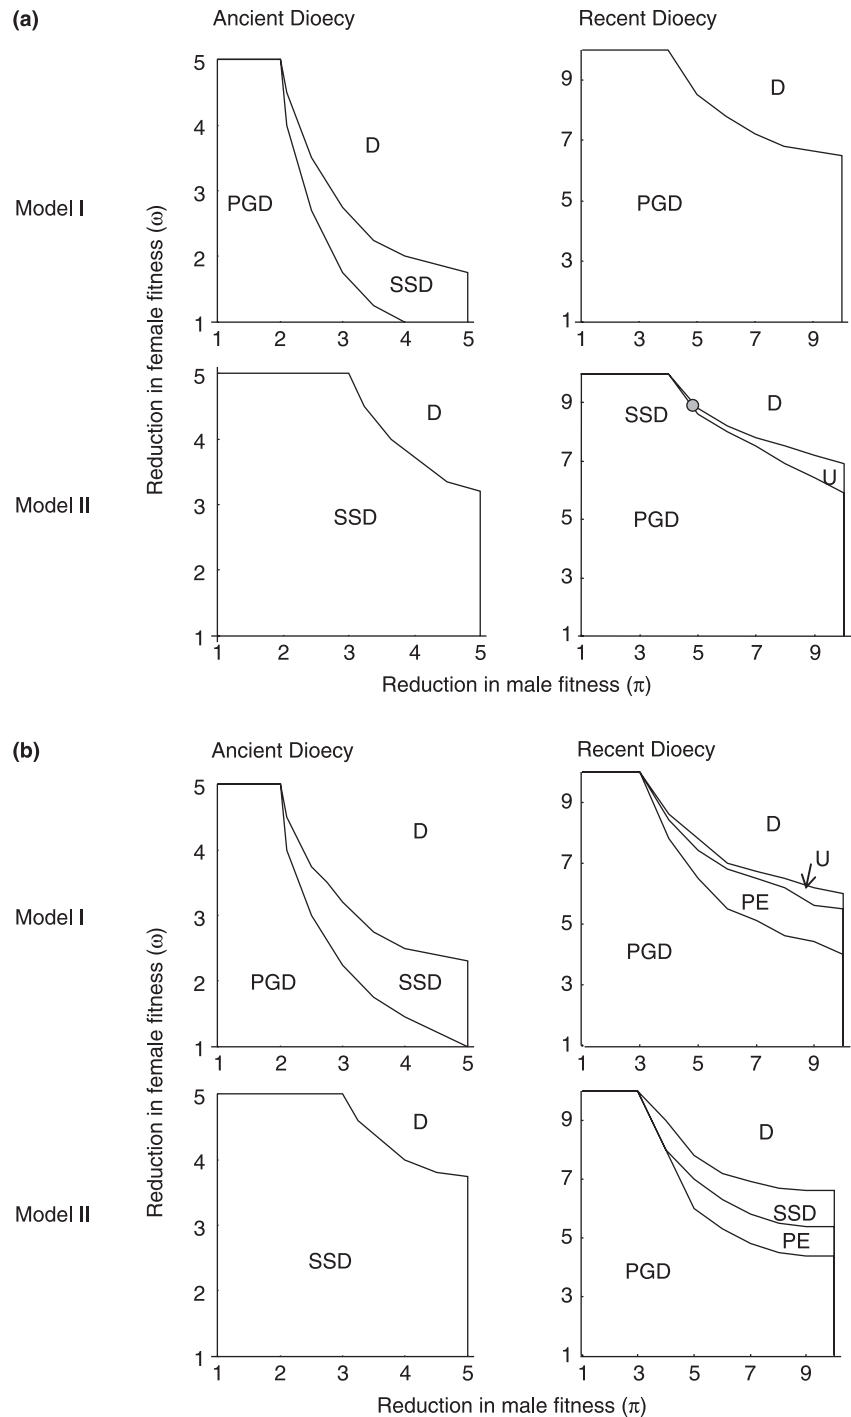 (a)
Ancient Dioecy
Recent Dioecy
Model I
Reduction in female fitness (ω)
5
4
3
2
1
D
PGD
SSD
1 2 3 4 5
9
7
5
3
1
D
PGD
1 3 5 7 9
Model II
5
4
3
2
1
D
SSD
1 2 3 4 5
9
7
5
3
1
SSD
D
U
PGD
1 3 5 7 9
Reduction in male fitness (π)
(b)
Ancient Dioecy
Recent Dioecy
Model I
Reduction in female fitness (ω)
5
4
3
2
1
D
PGD
SSD
1 2 3 4 5
9
7
5
3
1
D
U
PE
PGD
1 3 5 7 9
Model II
5
4
3
2
1
D
SSD
1 2 3 4 5
9
7
5
3
1
D
SSD
PE
PGD
1 3 5 7 9
Reduction in male fitness (π)